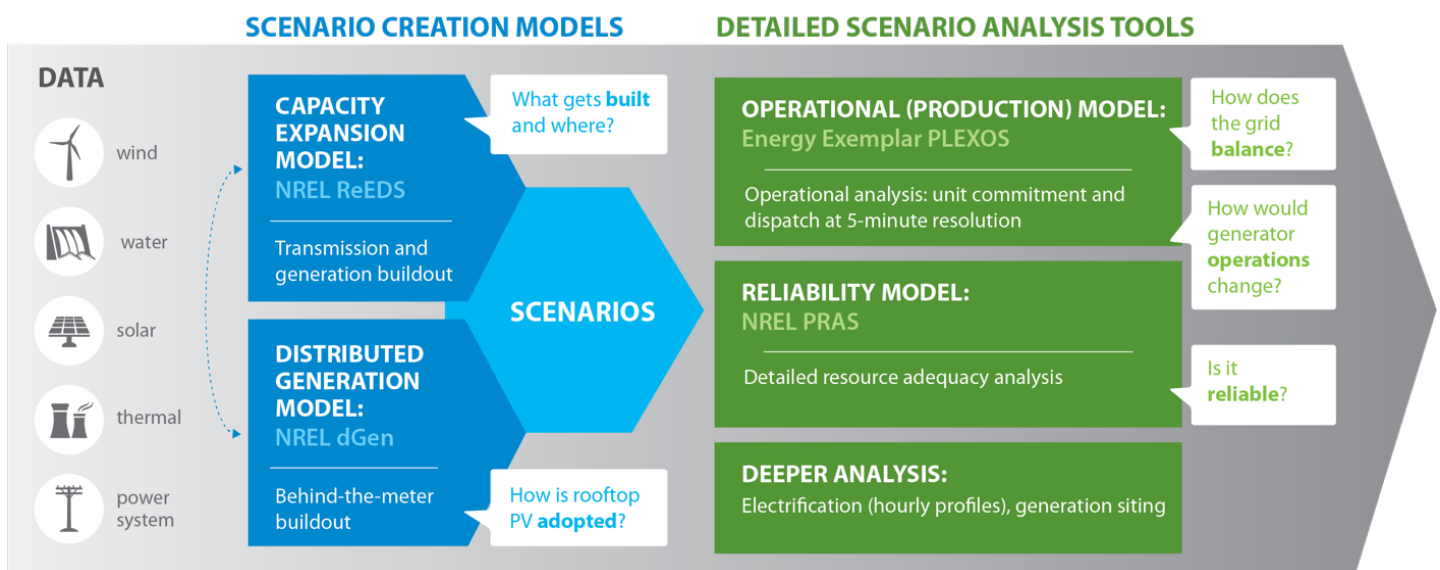 SCENARIO CREATION MODELS
DETAILED SCENARIO ANALYSIS TOOLS
DATA
wind
water
solar
thermal
power
system
CAPACITY
EXPANSION
MODEL:
NREL ReEDS
Transmission and
generation buildout
What gets built
and where?
DISTRIBUTED
GENERATION
MODEL:
NREL dGen
Behind-the-meter
buildout
How is rooftop
PV adopted?
SCENARIOS
OPERATIONAL (PRODUCTION) MODEL:
Energy Exemplar PLEXOS
Operational analysis: unit commitment and
dispatch at 5-minute resolution
How does
the grid
balance?
How would
generator
operations
change?
RELIABILITY MODEL:
NREL PRAS
Detailed resource adequacy analysis
Is it
reliable?
DEEPER ANALYSIS:
Electrification (hourly profiles), generation siting